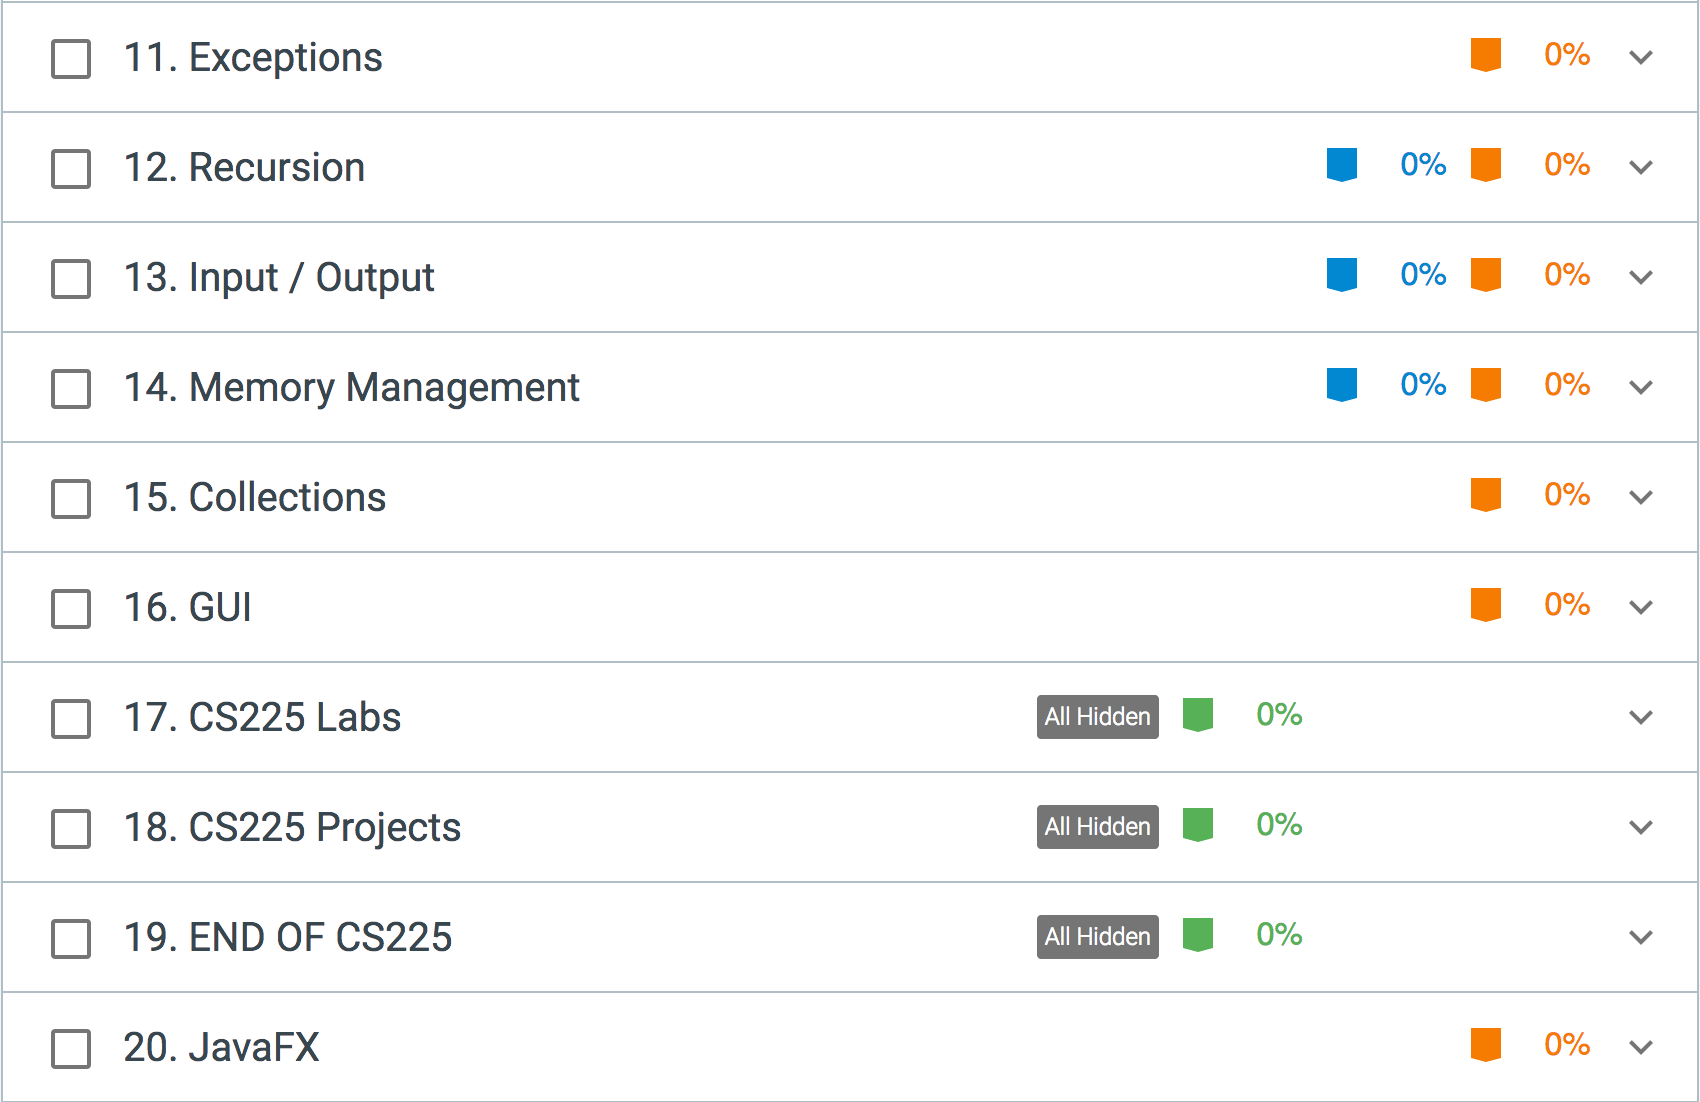 11. Exceptions 0%
12. Recursion 0% 0%
13. Input / Output 0% 0%
14. Memory Management 0% 0%
15. Collections 0%
16. GUI 0%
17. CS225 Labs All Hidden 0%
18. CS225 Projects All Hidden 0%
19. END OF CS225 All Hidden 0%
20. JavaFX 0%